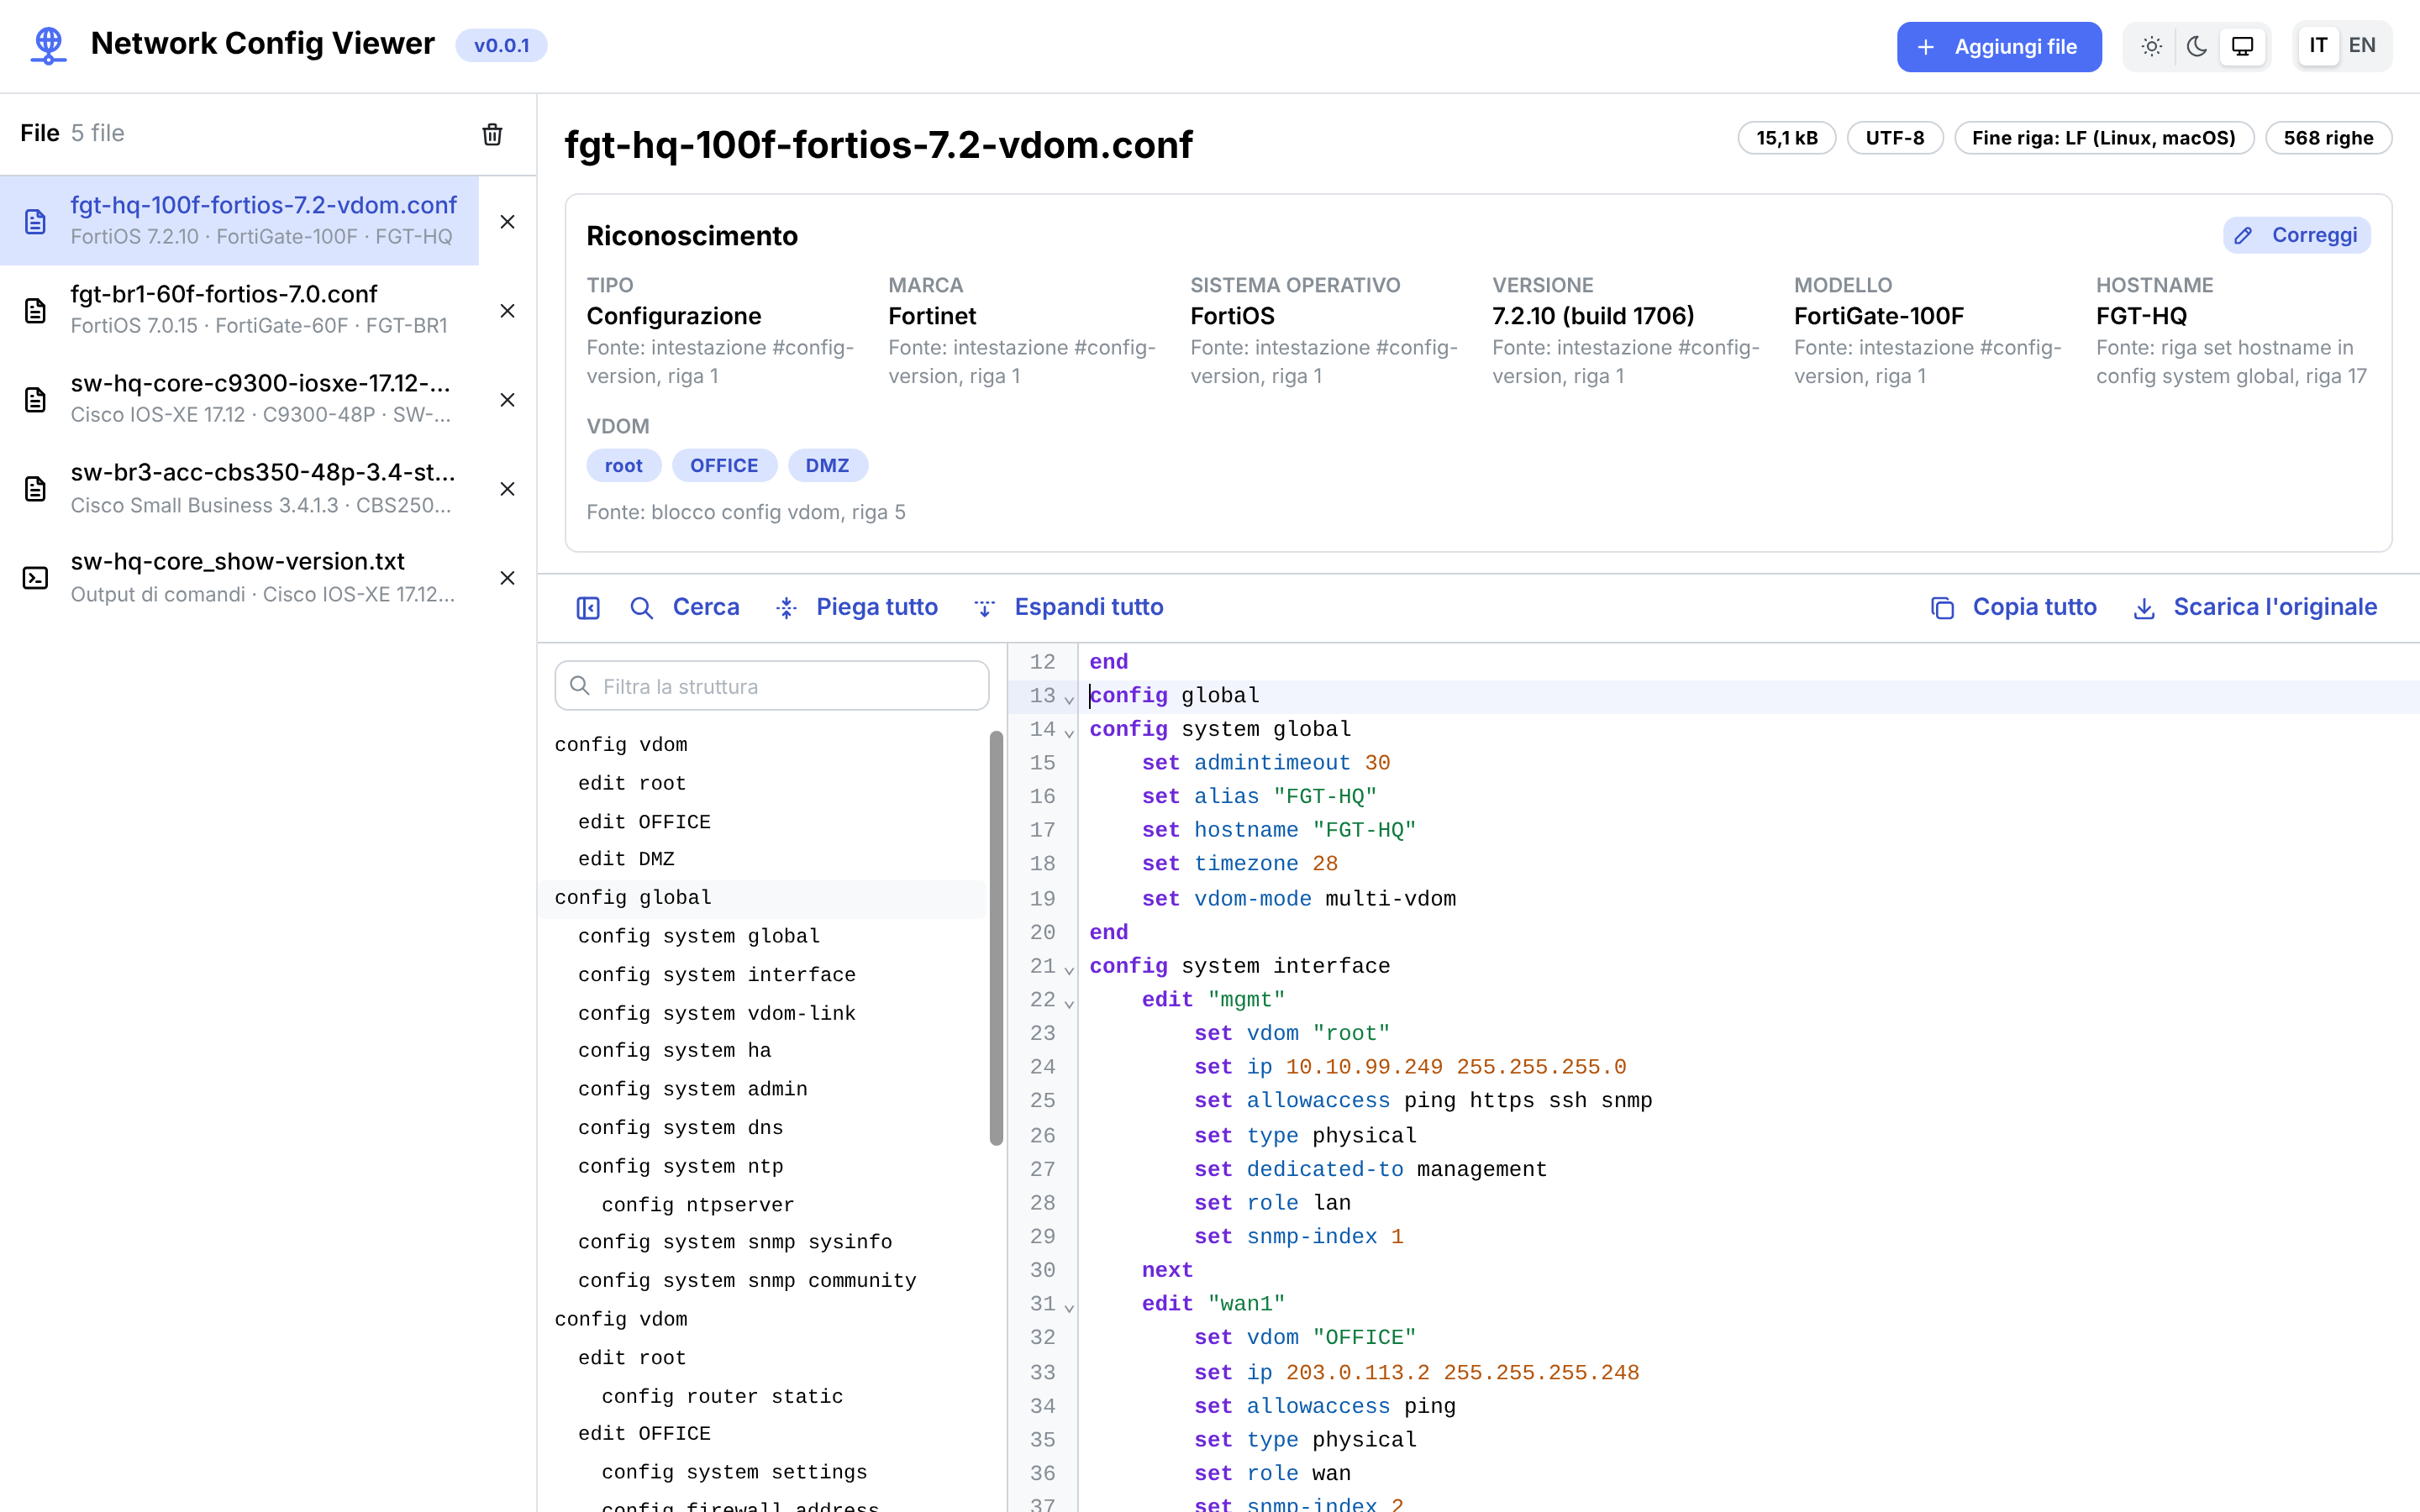 Network Config Viewer
v0.0.1
Aggiungi file
IT
EN
File 5 file
fgt-hq-100f-fortios-7.2-vdom.conf
FortiOS 7.2.10 · FortiGate-100F · FGT-HQ
fgt-br1-60f-fortios-7.0.conf
FortiOS 7.0.15 · FortiGate-60F · FGT-BR1
sw-hq-core-c9300-iosxe-17.12-...
Cisco IOS-XE 17.12 · C9300-48P · SW-...
sw-br3-acc-cbs350-48p-3.4-st...
Cisco Small Business 3.4.1.3 · CBS250...
sw-hq-core_show-version.txt
Output di comandi · Cisco IOS-XE 17.12...
fgt-hq-100f-fortios-7.2-vdom.conf
15,1 kB
UTF-8
Fine riga: LF (Linux, macOS)
568 righe
Riconoscimento
Correggi
TIPO
Configurazione
Fonte: intestazione #config-
version, riga 1
MARCA
Fortinet
Fonte: intestazione #config-
version, riga 1
SISTEMA OPERATIVO
FortiOS
Fonte: intestazione #config-
version, riga 1
VERSIONE
7.2.10 (build 1706)
Fonte: intestazione #config-
version, riga 1
MODELLO
FortiGate-100F
Fonte: intestazione #config-
version, riga 1
HOSTNAME
FGT-HQ
Fonte: riga set hostname in
config system global, riga 17
VDOM
root
OFFICE
DMZ
Fonte: blocco config vdom, riga 5
Cerca
Piega tutto
Espandi tutto
Copia tutto
Scarica l'originale
Filtra la struttura
config vdom
edit root
edit OFFICE
edit DMZ
config global
config system global
config system interface
config system vdom-link
config system ha
config system admin
config system dns
config system ntp
config ntpserver
config system snmp sysinfo
config system snmp community
config vdom
edit root
config router static
edit OFFICE
config system settings
config firewall address
12 end
13 config global
14 config system global
15 set admintimeout 30
16 set alias "FGT-HQ"
17 set hostname "FGT-HQ"
18 set timezone 28
19 set vdom-mode multi-vdom
20 end
21 config system interface
22 edit "mgmt"
23 set vdom "root"
24 set ip 10.10.99.249 255.255.255.0
25 set allowaccess ping https ssh snmp
26 set type physical
27 set dedicated-to management
28 set role lan
29 set snmp-index 1
30 next
31 edit "wan1"
32 set vdom "OFFICE"
33 set ip 203.0.113.2 255.255.255.248
34 set allowaccess ping
35 set type physical
36 set role wan
37 set snmp-index 2